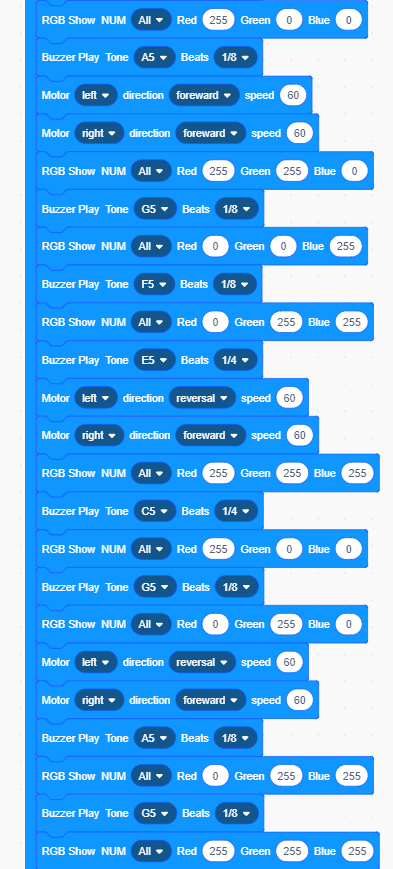 RGB Show NUM All Red 255 Green 0 Blue 0
Buzzer Play Tone A5 Beats 1/8
Motor left direction forward speed 60
Motor right direction forward speed 60
RGB Show NUM All Red 255 Green 255 Blue 0
Buzzer Play Tone G5 Beats 1/8
RGB Show NUM All Red 0 Green 0 Blue 255
Buzzer Play Tone F5 Beats 1/8
RGB Show NUM All Red 0 Green 255 Blue 255
Buzzer Play Tone E5 Beats 1/4
Motor left direction reversal speed 60
Motor right direction forward speed 60
RGB Show NUM All Red 255 Green 255 Blue 255
Buzzer Play Tone C5 Beats 1/4
RGB Show NUM All Red 255 Green 0 Blue 0
Buzzer Play Tone G5 Beats 1/8
RGB Show NUM All Red 0 Green 255 Blue 0
Motor left direction reversal speed 60
Motor right direction forward speed 60
Buzzer Play Tone A5 Beats 1/8
RGB Show NUM All Red 0 Green 255 Blue 255
Buzzer Play Tone G5 Beats 1/8
RGB Show NUM All Red 255 Green 255 Blue 255